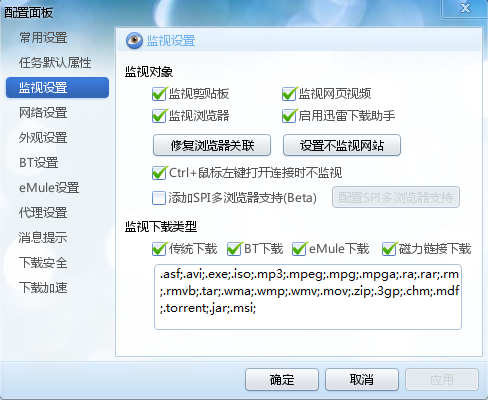 配置面板
常用设置
任务默认属性
监视设置
网络设置
外观设置
BT设置
eMule设置
代理设置
消息提示
下载安全
下载加速
监视设置
监视对象
监视剪贴板 监视网页视频
监视浏览器 启用迅雷下载助手
修复浏览器关联 设置不监视网站
Ctrl+鼠标左键打开连接时不监视
添加SPI多浏览器支持(Beta) 配置SPI多浏览器支持
监视下载类型
传统下载 BT下载 eMule下载 磁力链接下载
.asf;.avi;.exe;.iso;.mp3;.mpeg;.mpg;.mpga;.ra;.rar;.rm
;.rmvb;.tar;.wma;.wmp;.wmv;.mov;.zip;.3gp;.chm;.mdf
;.torrent;.jar;.msi;
确定 取消 应用